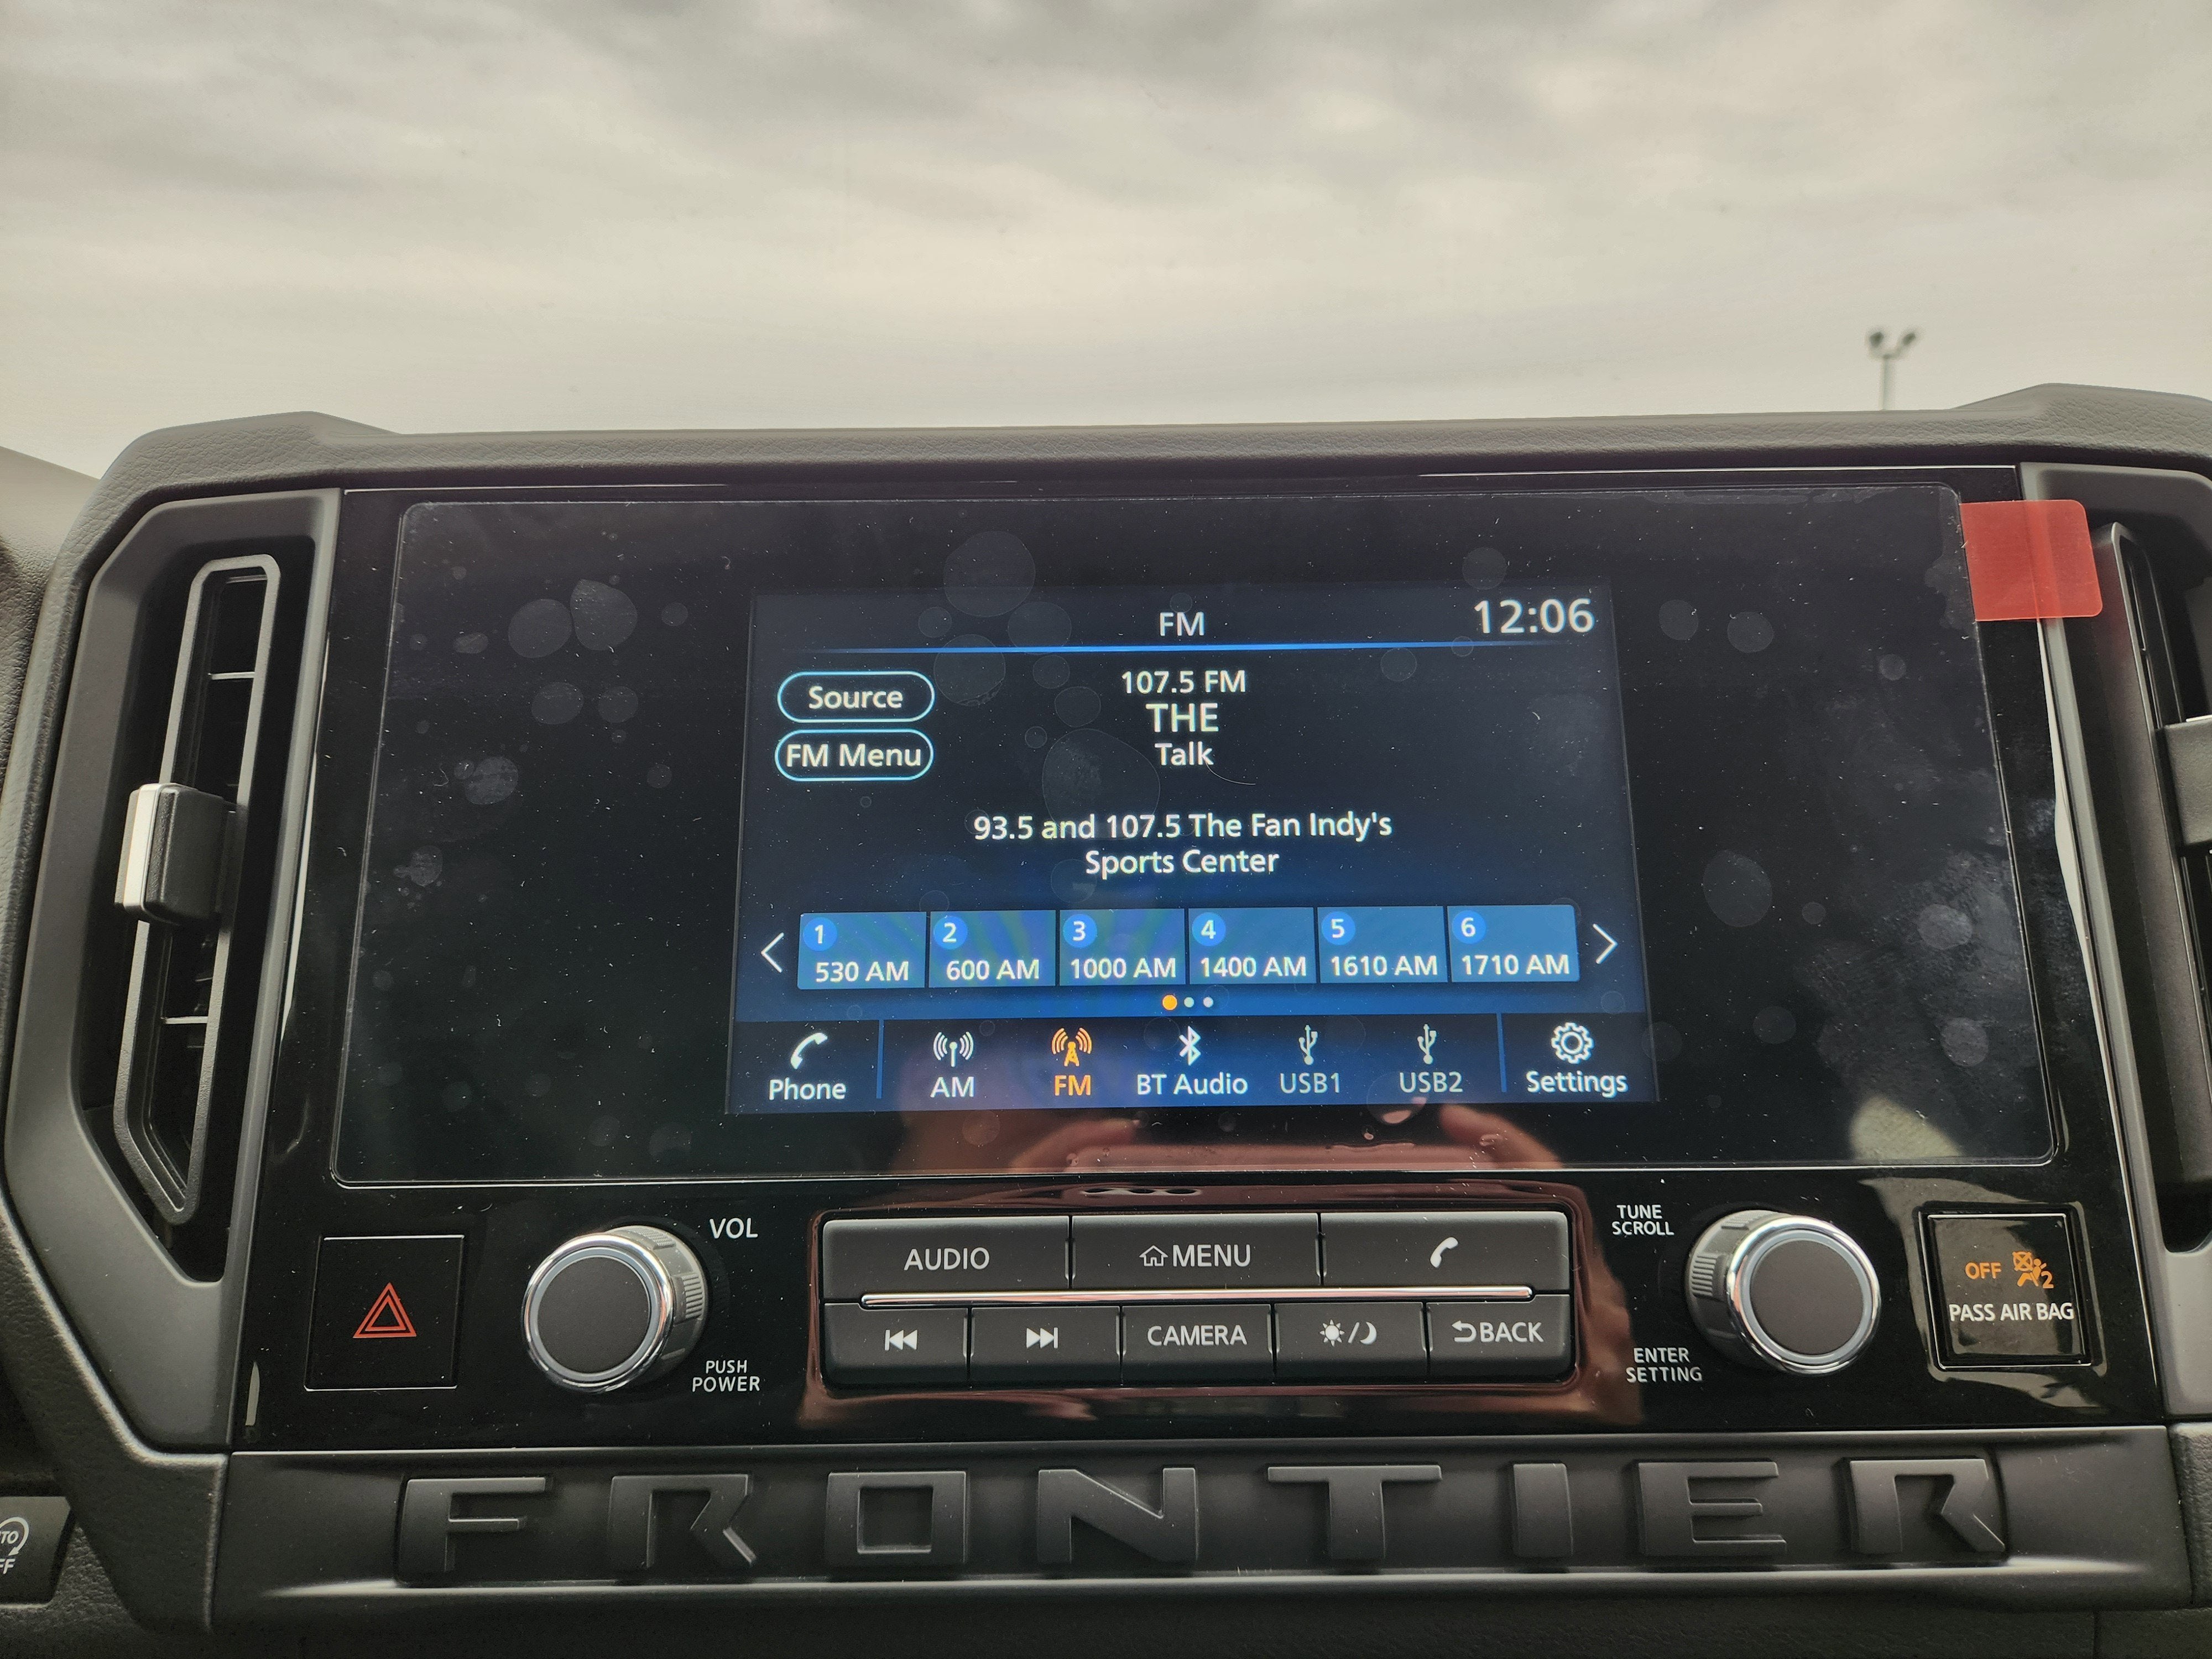 FM
12:06
Source
107.5 FM
THE
FM Menu
Talk
93.5 and 107.5 The Fan Indy's
Sports Center
1
2
3
4
5
6
530 AM
600 AM
1000 AM
1400 AM
1610 AM
1710 AM
Phone
AM
FM
BT Audio
USB1
USB2
Settings
VOL
PUSH
POWER
AUDIO
MENU
CAMERA
BACK
TUNE
SCROLL
ENTER
SETTING
OFF
2
PASS AIR BAG
FRONTIER